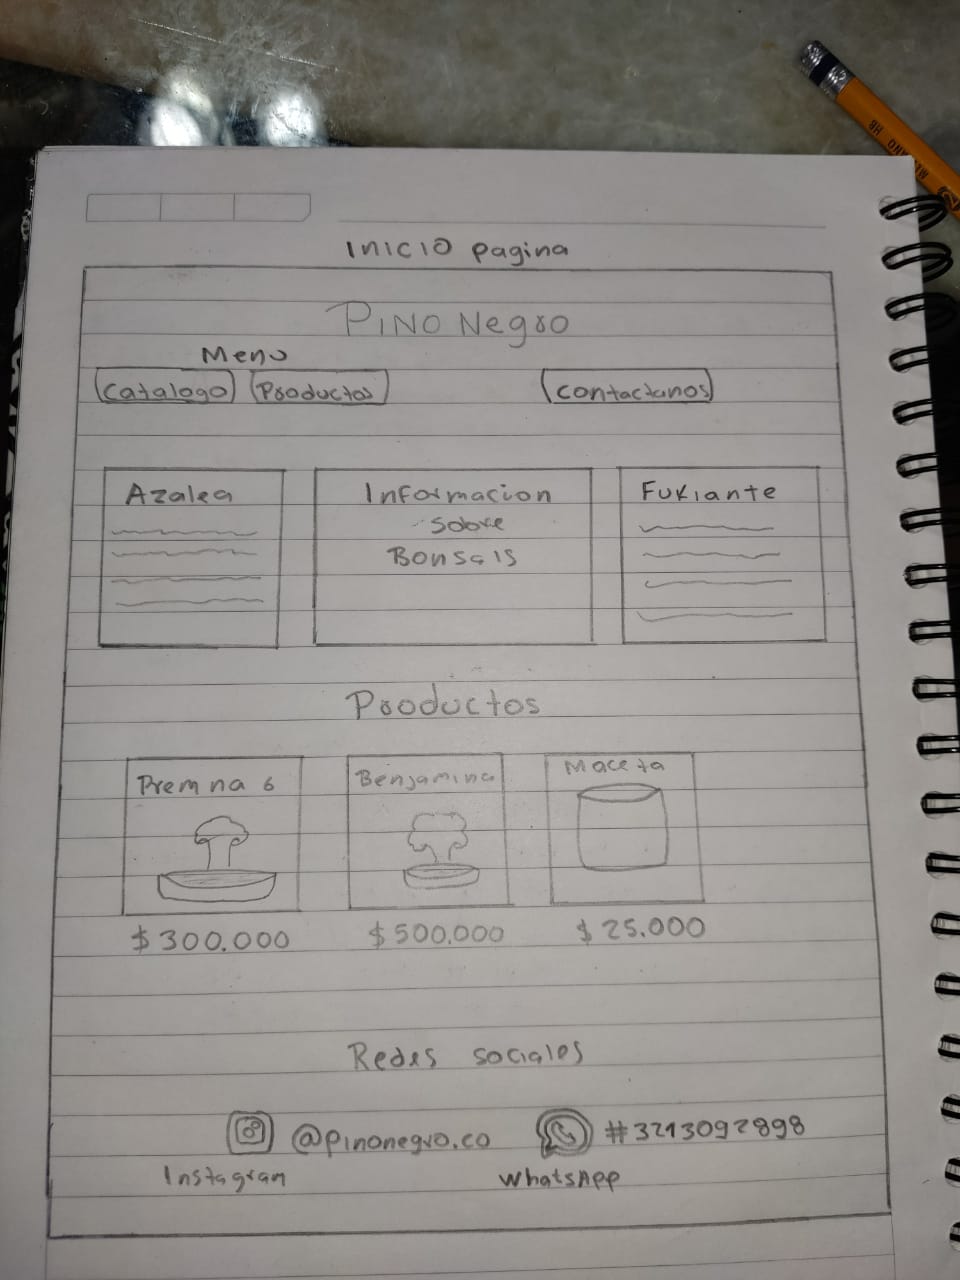 INICIO pagina
PINO Negro
Menu
Catalogo Productos Contactanos
Azalea
Informacion
sobre
Bonsais
Fukiante
Productos
Premna 6
Benjamina
Maceta
$300.000 $500.000 $25.000
Redes sociales
@pinonegro.co #3213092898
Instagram WhatsApp